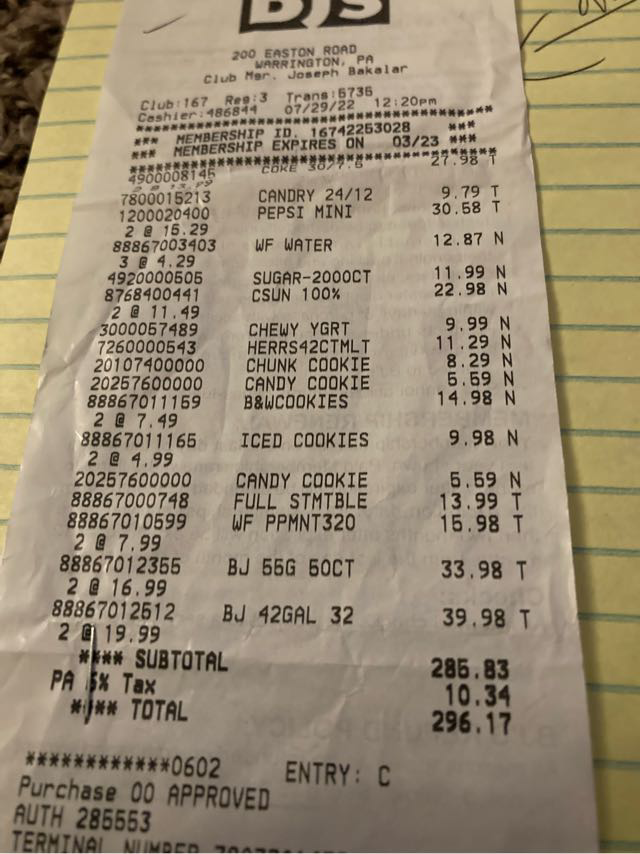 BJS
200 EASTON ROAD
WARRINGTON, PA
Club Mgr. Joseph Bakalar
Club:167 Reg:3 Trans:6735
Cashier:486844 07/29/22 12:20pm
*** MEMBERSHIP ID. 16742253028 ***
*** MEMBERSHIP EXPIRES ON 03/23 ***
4900008145 COKE 30/7.5 27.98 T
2 @ 13.99
7800015213 CANDRY 24/12 9.79 T
1200020400 PEPSI MINI 30.58 T
2 @ 15.29
88867003403 WF WATER 12.87 N
3 @ 4.29
4920000505 SUGAR-2000CT 11.99 N
8768400441 CSUN 100% 22.98 N
2 @ 11.49
3000057489 CHEWY YGRT 9.99 N
7260000543 HERRS42CTMLT 11.29 N
20107400000 CHUNK COOKIE 8.29 N
20257600000 CANDY COOKIE 5.59 N
88867011159 B&WCOOKIES 14.98 N
2 @ 7.49
88867011165 ICED COOKIES 9.98 N
2 @ 4.99
20257600000 CANDY COOKIE 5.59 N
88867000748 FULL STMTBLE 13.99 T
88867010599 WF PPMNT320 15.98 T
2 @ 7.99
88867012355 BJ 55G 50CT 33.98 T
2 @ 16.99
88867012512 BJ 42GAL 32 39.98 T
2 @ 19.99
**** SUBTOTAL 285.83
PA % Tax 10.34
**** TOTAL 296.17
************0602 ENTRY: C
Purchase 00 APPROVED
AUTH 285553
TERMINAL NUMBER